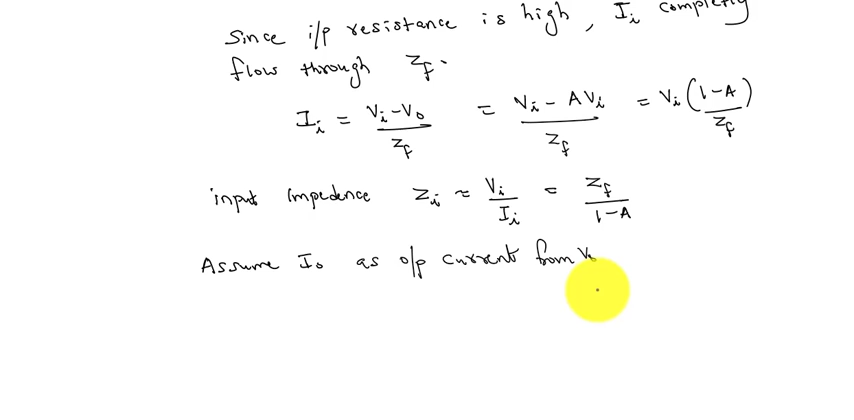 Since i/p resistance is high, Ii completly
flow through Zf.
Ii = Vi-Vo/Zf = Vi-AVi/Zf = Vi(1-A/Zf)
input impedence Zi = Vi/Ii = Zf/1-A
Assume Io as o/p current from Vo